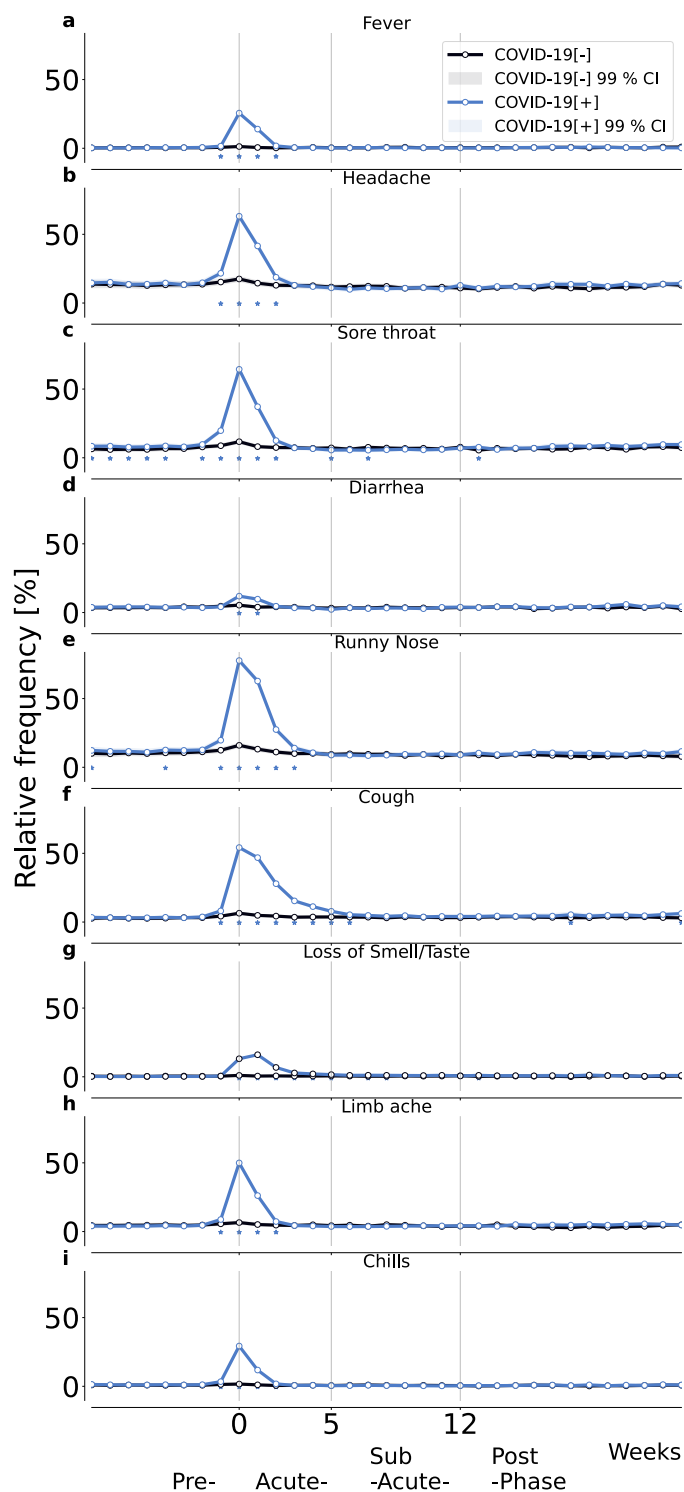 a Fever
COVID-19[-]
COVID-19[-] 99 % CI
COVID-19[+]
COVID-19[+] 99 % CI
50
0
b Headache
50
0
c Sore throat
50
0
d Diarrhea
50
0
e Runny Nose
50
0
f Cough
50
0
g Loss of Smell/Taste
50
0
h Limb ache
50
0
i Chills
50
0
Relative frequency [%]
0 5 12
Weeks
Pre- Acute- Sub -Acute- Post -Phase